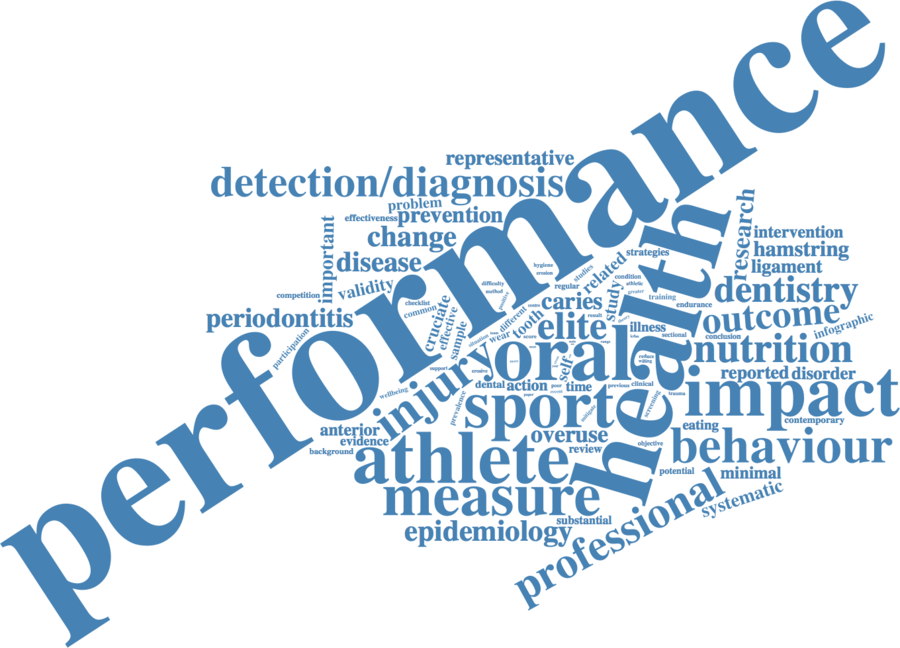 performance
representative
detection/diagnosis
problem
effectiveness
prevention
important
change
disease
validity
competition
checklist
common
periodontitis
participation
cruciate
effective
sample
health
research
intervention
hamstring
ligament
strategies
related
studies
hygiene
erosion
difficulty
method
regular
condition
athletic
greater
training
endurance
dentistry
outcome
infographic
caries
study
different
tooth
wear
elite
illness
sectional
conclusion
nutrition
oral
self
injury
support
wellbeing
prevalence
dental
action
time
previous
clinical
reported
disorder
impact
trauma
screening
contemporary
sport
anterior
evidence
background
overuse
review
objective
eating
behaviour
athlete
measure
potential
minimal
professional
systematic
substantial
epidemiology